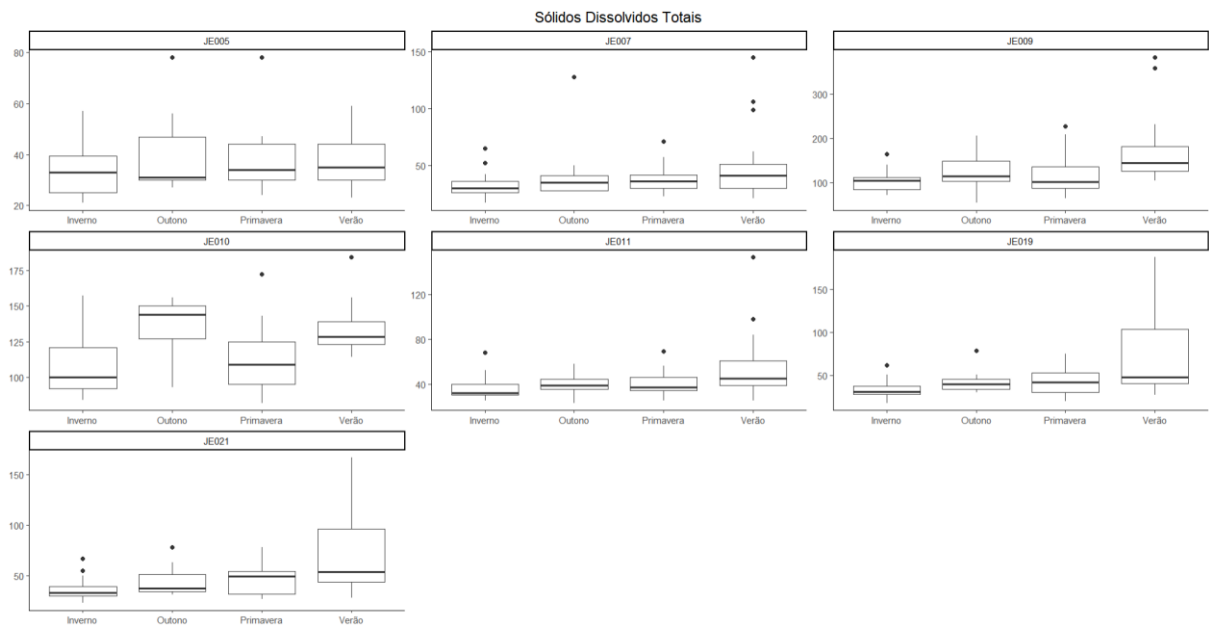 Sólidos Dissolvidos Totais
JE005
80
60
40
20
Inverno Outono Primavera Verão
JE007
150
100
50
Inverno Outono Primavera Verão
JE009
300
200
100
Inverno Outono Primavera Verão
JE010
175
150
125
100
Inverno Outono Primavera Verão
JE011
120
80
40
Inverno Outono Primavera Verão
JE019
150
100
50
Inverno Outono Primavera Verão
JE021
150
100
50
Inverno Outono Primavera Verão